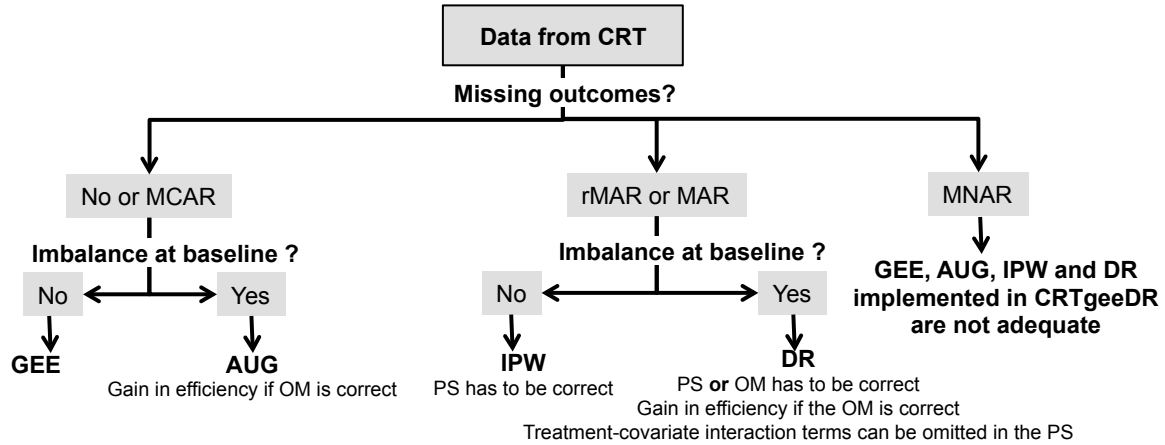 Data from CRT
Missing outcomes?
No or MCAR
rMAR or MAR
MNAR
Imbalance at baseline ?
Imbalance at baseline ?
GEE, AUG, IPW and DR
implemented in CRTgeeDR
are not adequate
No
Yes
No
Yes
GEE
AUG
Gain in efficiency if OM is correct
IPW
PS has to be correct
DR
PS or OM has to be correct
Gain in efficiency if the OM is correct
Treatment-covariate interaction terms can be omitted in the PS